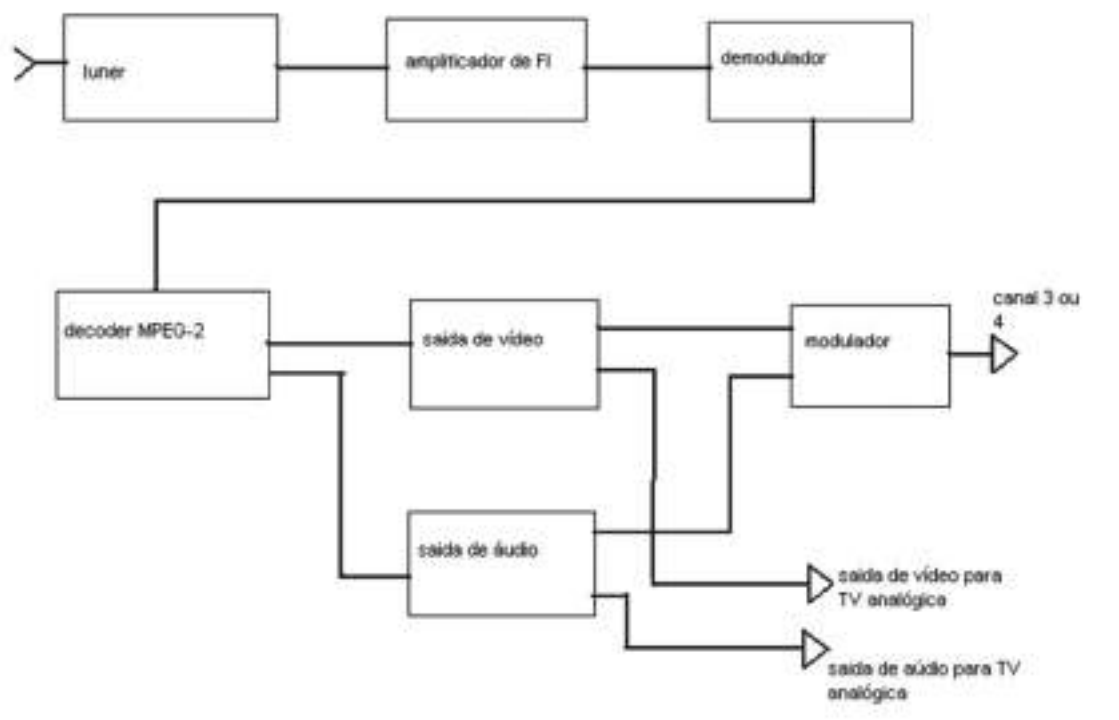 tuner
amplificador de FI
demodulador
decoder MPEG-2
saida de vídeo
modulador
canal 3 ou
4
saida de áudio
saida de vídeo para
TV analógica
saida de aúdio para TV
analógica